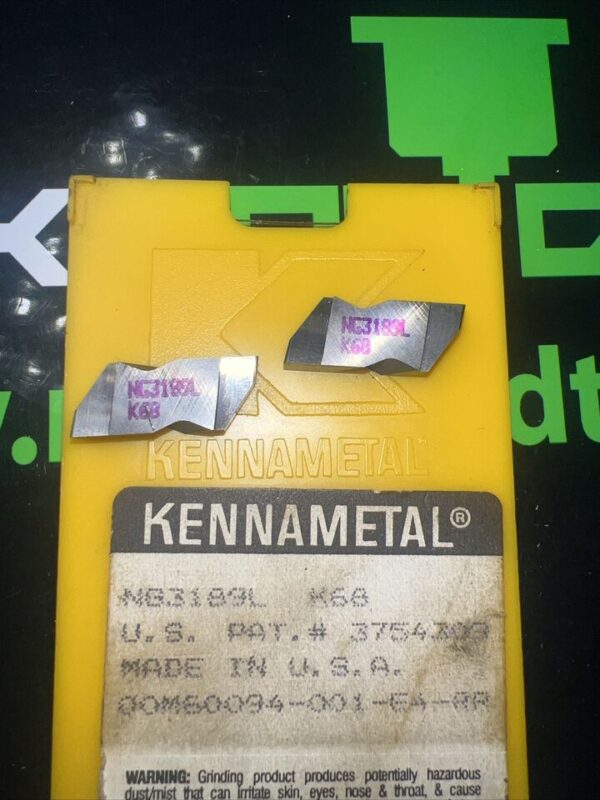 NG3189L
K68
NG3189L
K68
KENNAMETAL
KENNAMETAL®
NG3189L K68
U.S. PAT.# 3754309
MADE IN U.S.A.
WARNING: Grinding product produces potentially hazardous
dust/mist that can irritate skin, eyes, nose & throat, & cause